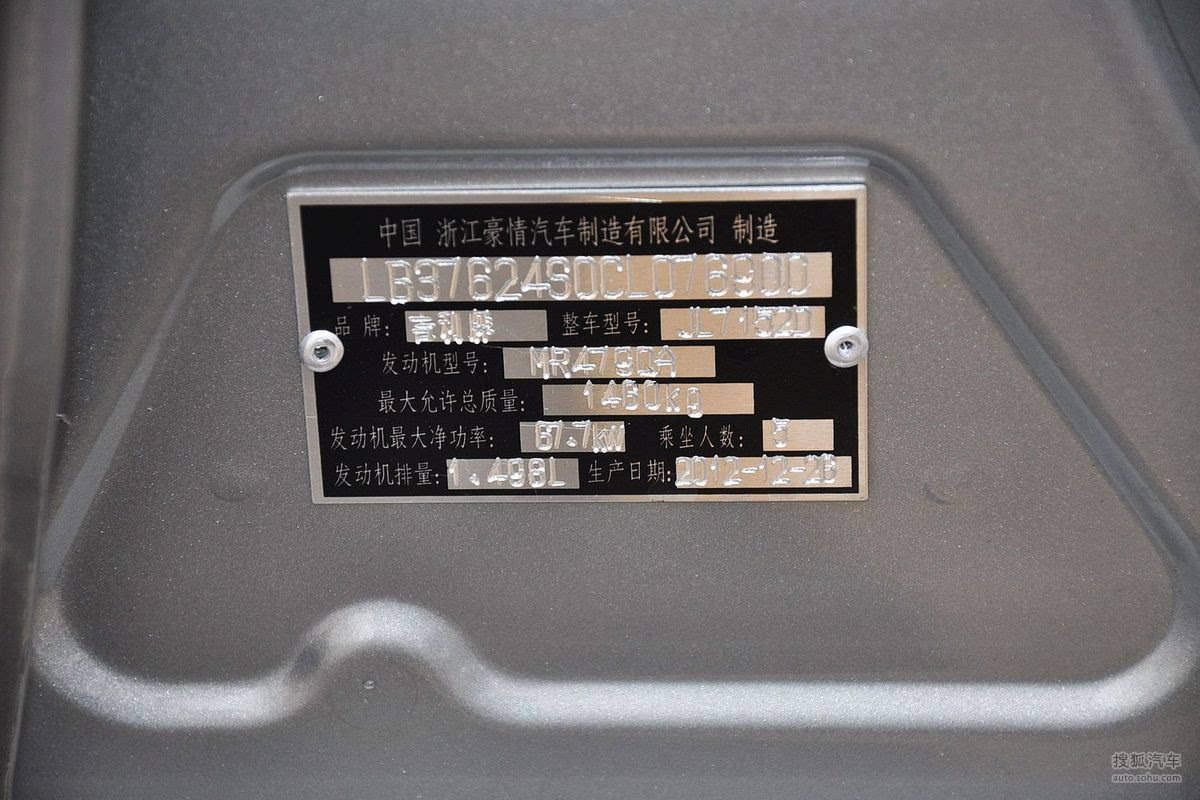 中国 浙江豪情汽车制造有限公司 制造
LB37624S0CL076900
品 牌: 吉利牌 整车型号: JL7152D
发动机型号: MR479QA
最大允许总质量: 1480kg
发动机最大净功率: 67.7kW 乘坐人数: 5
发动机排量: 1.498L 生产日期: 2012-12-28
搜狐汽车
auto.sohu.com